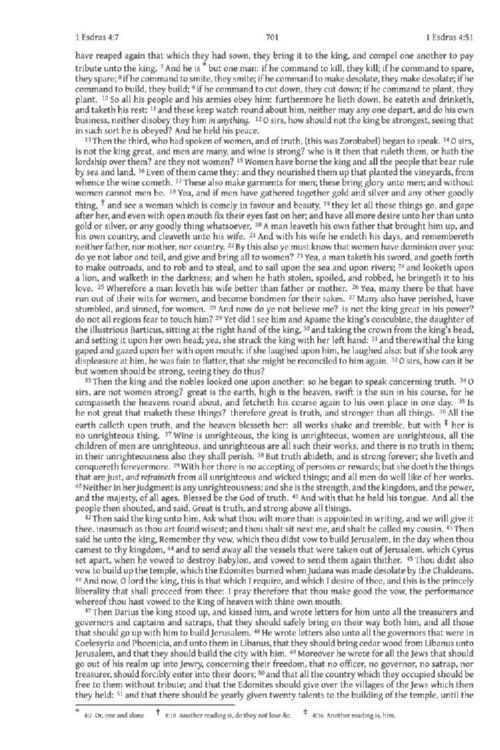 1 Esdras 4:7 701 1 Esdras 4:51
have reaped again that which they had sown, they bring it to the king, and compel one another to pay
tribute unto the king. 7 And he is * but one man: if he command to kill, they kill; if he command to spare,
they spare; 8 if he command to smite, they smite; if he command to make desolate, they make desolate; if he
command to build, they build; 9 if he command to cut down, they cut down; if he command to plant, they
plant. 10 So all his people and his armies obey him: furthermore he lieth down, he eateth and drinketh,
and taketh his rest: 11 and these keep watch round about him, neither may any one depart, and do his own
business, neither disobey they him in anything. 12 O sirs, how should not the king be strongest, seeing that
in such sort he is obeyed? And he held his peace.
13 Then the third, who had spoken of women, and of truth, (this was Zorobabel) began to speak. 14 O sirs,
is not the king great, and men are many, and wine is strong? who is it then that ruleth them, or hath the
lordship over them? are they not women? 15 Women have borne the king and all the people that bear rule
by sea and land. 16 Even of them came they: and they nourished them up that planted the vineyards, from
whence the wine cometh. 17 These also make garments for men; these bring glory unto men; and without
women cannot men be. 18 Yea, and if men have gathered together gold and silver and any other goodly
thing, † and see a woman which is comely in favour and beauty, 19 they let all those things go, and gape
after her, and even with open mouth fix their eyes fast on her; and have all more desire unto her than unto
gold or silver, or any goodly thing whatsoever. 20 A man leaveth his own father that brought him up, and
his own country, and cleaveth unto his wife. 21 And with his wife he endeth his days, and remembereth
neither father, nor mother, nor country. 22 By this also ye must know that women have dominion over you:
do ye not labor and toil, and give and bring all to women? 23 Yea, a man taketh his sword, and goeth forth
to make outroads, and to rob and to steal, and to sail upon the sea and upon rivers; 24 and looketh upon
a lion, and walketh in the darkness; and when he hath stolen, spoiled, and robbed, he bringeth it to his
love. 25 Wherefore a man loveth his wife better than father or mother. 26 Yea, many there be that have
run out of their wits for women, and become bondmen for their sakes. 27 Many also have perished, have
stumbled, and sinned, for women. 28 And now do ye not believe me? is not the king great in his power?
do not all regions fear to touch him? 29 Yet did I see him and Apame the king's concubine, the daughter of
the illustrious Barticus, sitting at the right hand of the king, 30 and taking the crown from the king's head,
and setting it upon her own head; yea, she struck the king with her left hand: 31 and therewithal the king
gaped and gazed upon her with open mouth: if she laughed upon him, he laughed also: but if she took any
displeasure at him, he was fain to flatter, that she might be reconciled to him again. 32 O sirs, how can it be
but women should be strong, seeing they do thus?
33 Then the king and the nobles looked one upon another: so he began to speak concerning truth. 34 O
sirs, are not women strong? great is the earth, high is the heaven, swift is the sun in his course, for he
compasseth the heavens round about, and fetcheth his course again to his own place in one day. 35 Is
he not great that maketh these things? therefore great is truth, and stronger than all things. 36 All the
earth calleth upon truth, and the heaven blesseth her: all works shake and tremble, but with ‡ her is
no unrighteous thing. 37 Wine is unrighteous, the king is unrighteous, women are unrighteous, all the
children of men are unrighteous, and unrighteous are all such their works; and there is no truth in them;
in their unrighteousness also they shall perish. 38 But truth abideth, and is strong forever; she liveth and
conquereth forevermore. 39 With her there is no accepting of persons or rewards; but she doeth the things
that are just, and refraineth from all unrighteous and wicked things; and all men do well like of her works.
40 Neither in her judgment is any unrighteousness; and she is the strength, and the kingdom, and the power,
and the majesty, of all ages. Blessed be the God of truth. 41 And with that he held his tongue. And all the
people then shouted, and said, Great is truth, and strong above all things.
42 Then said the king unto him, Ask what thou wilt more than is appointed in writing, and we will give it
thee, inasmuch as thou art found wisest; and thou shalt sit next me, and shalt be called my cousin. 43 Then
said he unto the king, Remember thy vow, which thou didst vow to build Jerusalem, in the day when thou
camest to thy kingdom, 44 and to send away all the vessels that were taken out of Jerusalem, which Cyrus
set apart, when he vowed to destroy Babylon, and vowed to send them again thither. 45 Thou didst also
vow to build up the temple, which the Edomites burned when Judaea was made desolate by the Chaldeans.
46 And now, O lord the king, this is that which I require, and which I desire of thee, and this is the princely
liberality that shall proceed from thee: I pray therefore that thou make good the vow, the performance
whereof thou hast vowed to the King of heaven with thine own mouth.
47 Then Darius the king stood up, and kissed him, and wrote letters for him unto all the treasurers and
governors and captains and satraps, that they should safely bring on their way both him, and all those
that should go up with him to build Jerusalem. 48 He wrote letters also unto all the governors that were in
Coelesyria and Phoenicia, and unto them in Libanus, that they should bring cedar wood from Libanus unto
Jerusalem, and that they should build the city with him. 49 Moreover he wrote for all the Jews that should
go out of his realm up into Jewry, concerning their freedom, that no officer, no governor, no satrap, nor
treasurer, should forcibly enter into their doors; 50 and that all the country which they occupied should be
free to them without tribute; and that the Edomites should give over the villages of the Jews which then
they held: 51 and that there should be yearly given twenty talents to the building of the temple, until the
* 4:7 Or, one and alone † 4:18 Another reading is, do they not love &c. ‡ 4:36 Another reading is, him.